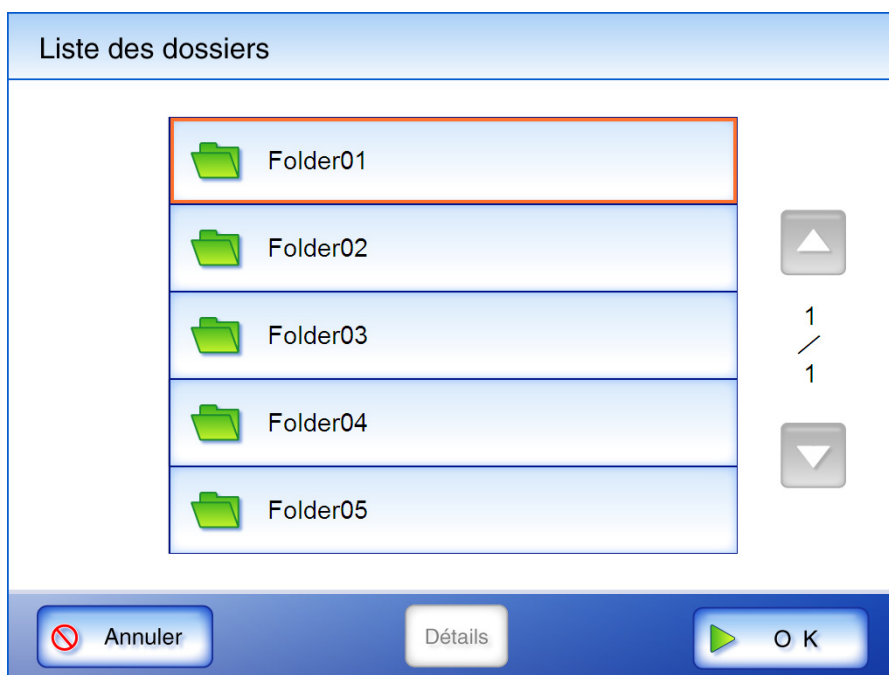 Liste des dossiers
Folder01
Folder02
Folder03
Folder04
Folder05
1
/
1
Annuler
Détails
O K